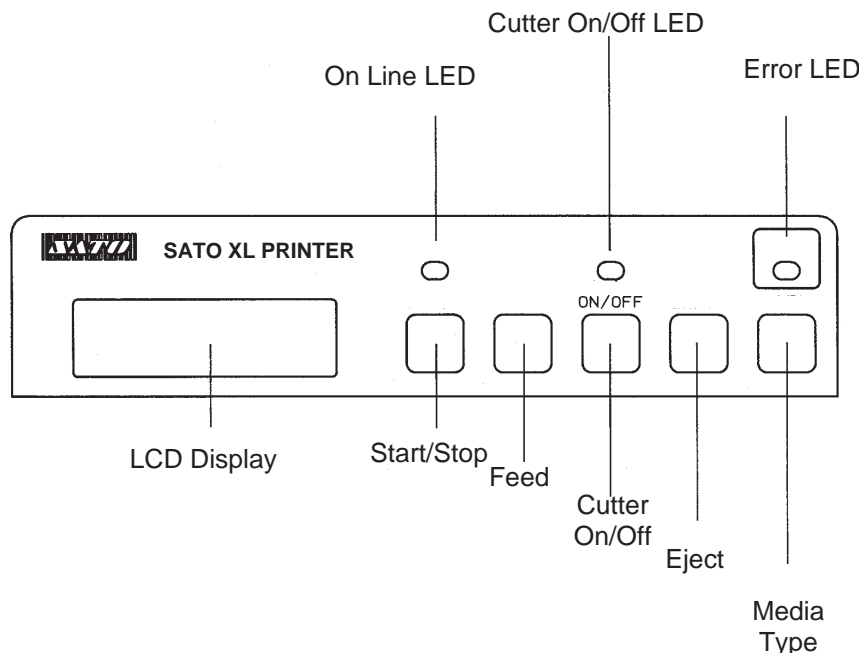 Cutter On/Off LED
On Line LED
Error LED
SATO
SATO XL PRINTER
ON/OFF
LCD Display
Start/Stop
Feed
Cutter
On/Off
Eject
Media
Type